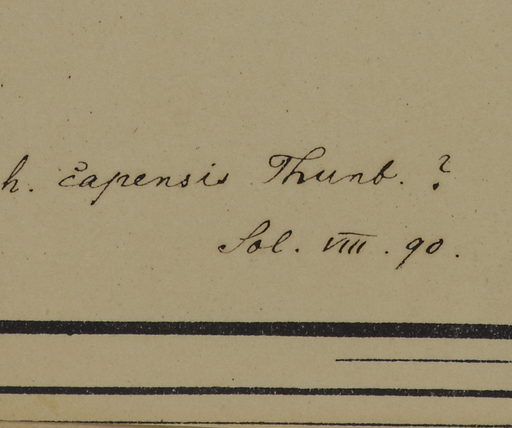 h. capensis Thunb. ?
Sol. VIII. 90.